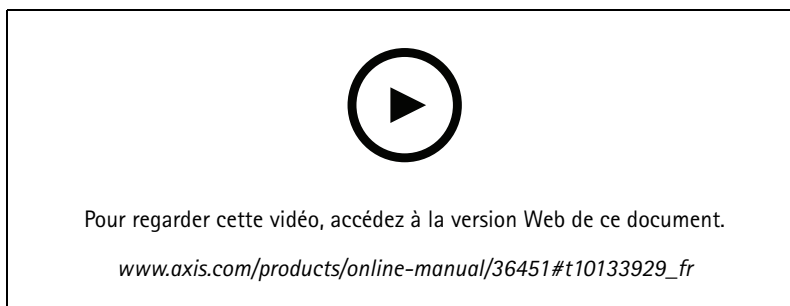 Pour regarder cette vidéo, accédez à la version Web de ce document.
www.axis.com/products/online-manual/36451#t10133929_fr